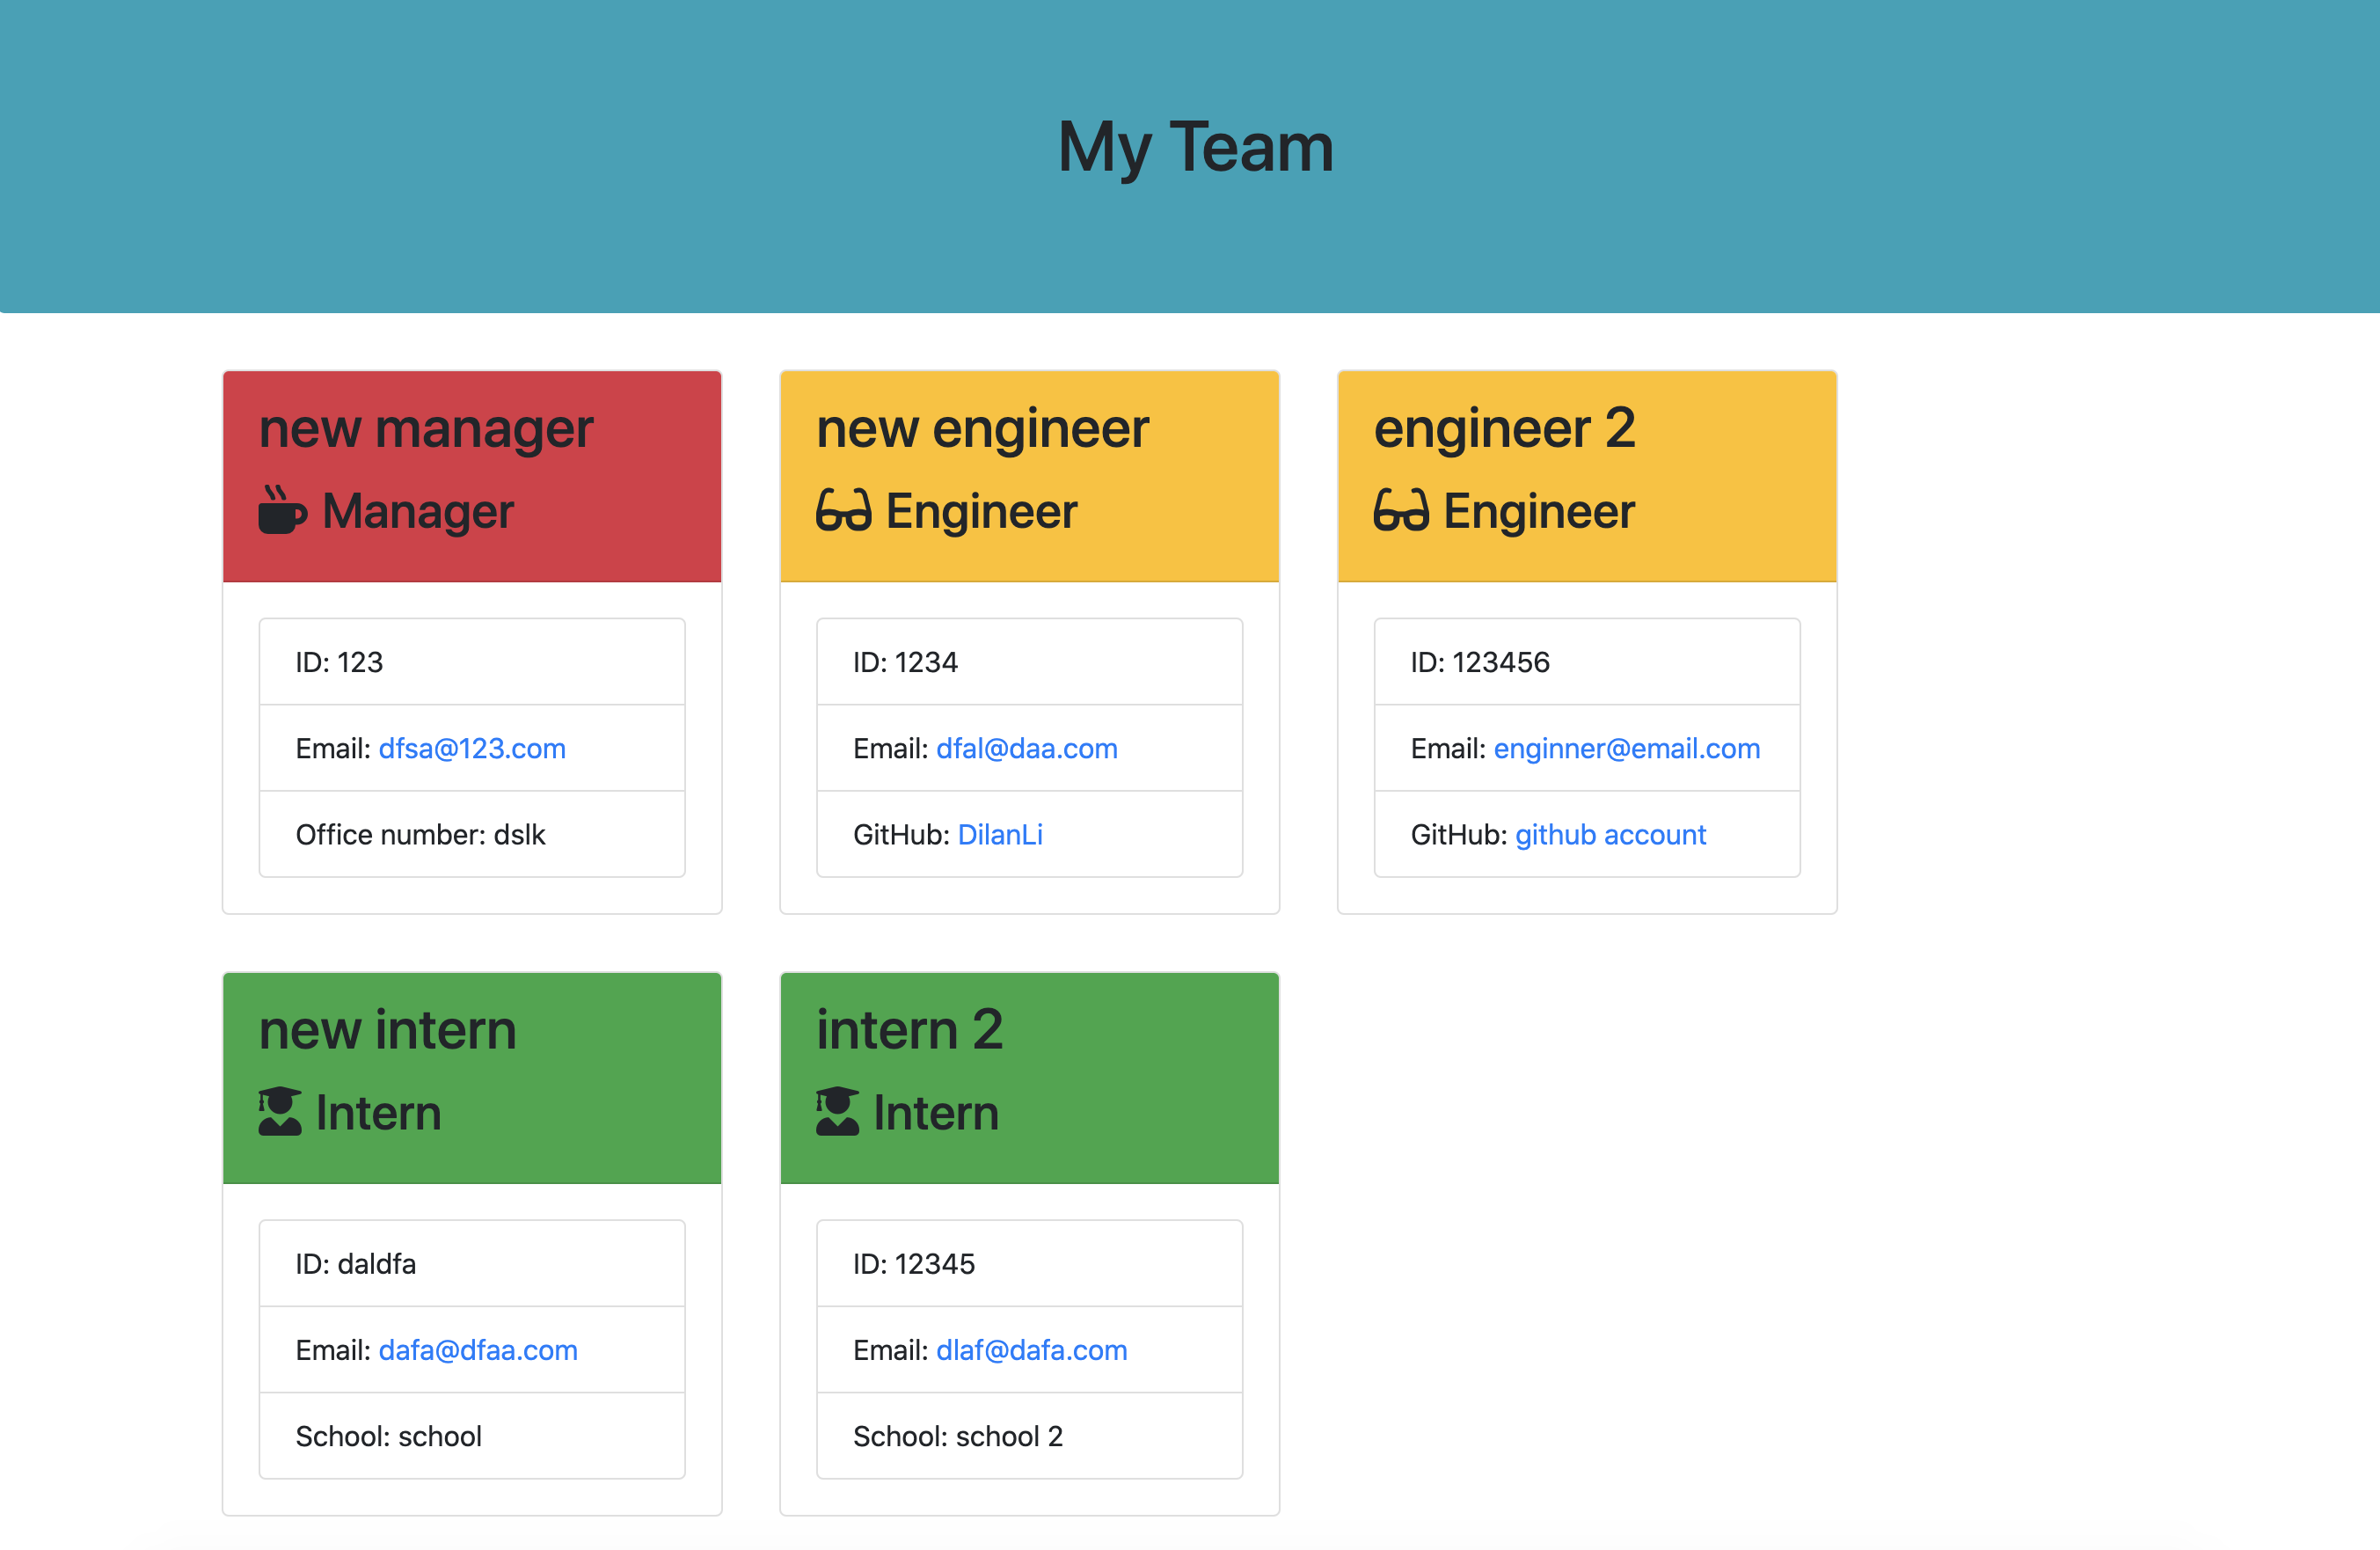 My Team
new manager
Manager
ID: 123
Email: dfsa@123.com
Office number: dslk
new engineer
Engineer
ID: 1234
Email: dfal@daa.com
GitHub: DilanLi
engineer 2
Engineer
ID: 123456
Email: enginner@email.com
GitHub: github account
new intern
Intern
ID: daldfa
Email: dafa@dfaa.com
School: school
intern 2
Intern
ID: 12345
Email: dlaf@dafa.com
School: school 2